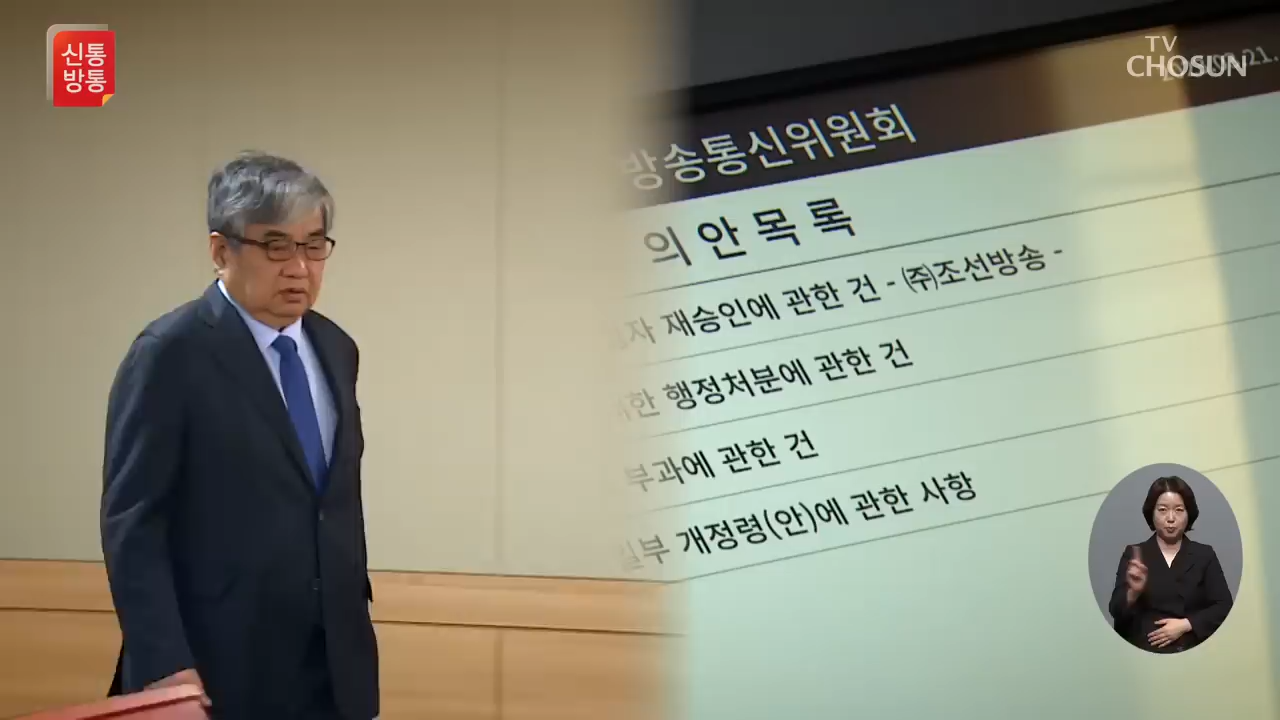 신통
방통
TV
CHOSUN
21.
방송통신위원회
의 안 목 록
재승인에 관한 건 - ㈜조선방송 -
행정처분에 관한 건
부과에 관한 건
일부 개정령(안)에 관한 사항